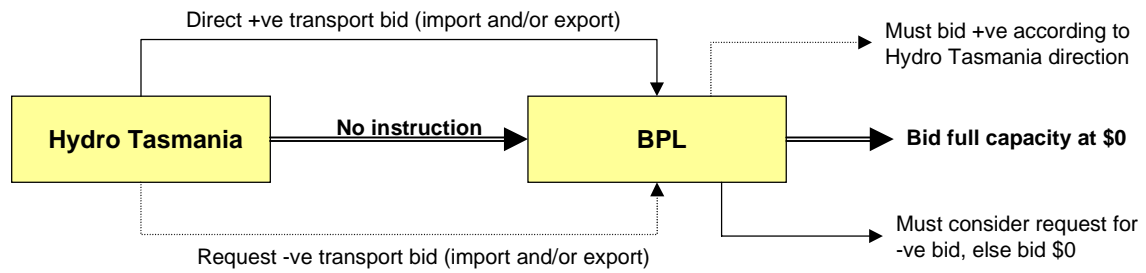 Direct +ve transport bid (import and/or export)
Must bid +ve according to
Hydro Tasmania direction
Hydro Tasmania
No instruction
BPL
Bid full capacity at $0
Must consider request for
-ve bid, else bid $0
Request -ve transport bid (import and/or export)